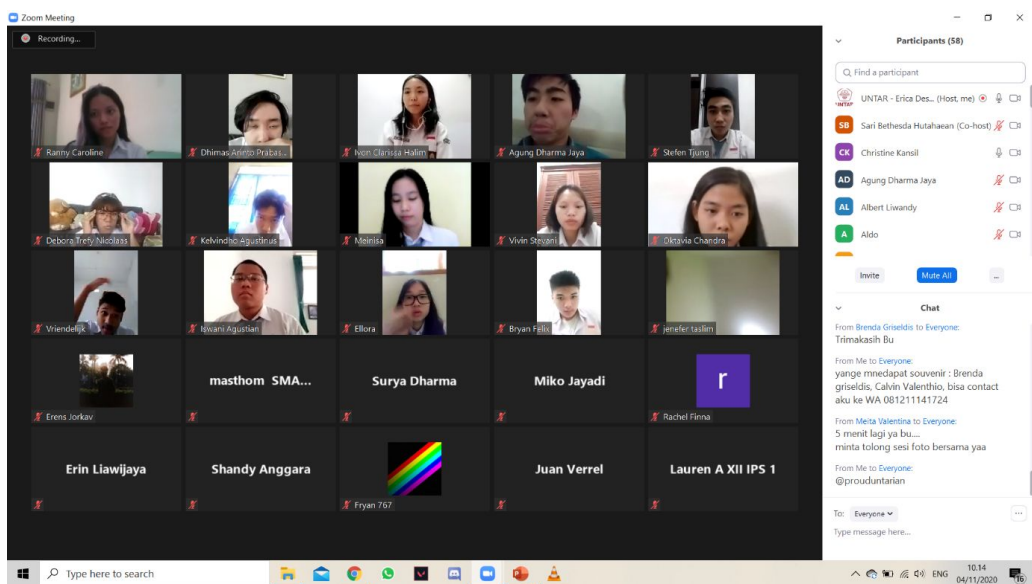 Zoom Meeting
Recording...
Ranny Caroline
Dhimas Arinto Prabas...
Ivon Clarissa Halim
Agung Dharma Jaya
Stefen Tjung
Debora Trefy Nicolaas
Kelvindho Agustinus
Meinisa
Vivin Stevani
Oktavia Chandra
Vriendelijk
Iswani Agustian
Ellora
Bryan Felix
jenefer taslim
Erens Jorkav
masthom SMA...
Surya Dharma
Miko Jayadi
r
Rachel Finna
Erin Liawijaya
Shandy Anggara
Fryan 767
Juan Verrel
Lauren A XII IPS 1
Participants (58)
Find a participant
UNTAR
UNTAR - Erica Des... (Host, me)
SB Sari Bethesda Hutahaean (Co-host)
CK Christine Kansil
AD Agung Dharma Jaya
AL Albert Liwandy
A Aldo
Invite Mute All ...
Chat
From Brenda Griseldis to Everyone:
Trimakasih Bu
From Me to Everyone:
yange mnedapat souvenir : Brenda
griseldis, Calvin Valenthio, bisa contact
aku ke WA 081211141724
From Meita Valentina to Everyone:
5 menit lagi ya bu....
minta tolong sesi foto bersama yaa
From Me to Everyone:
@prouduntarian
To: Everyone
Type message here...
Type here to search
ENG
10.14
04/11/2020
16